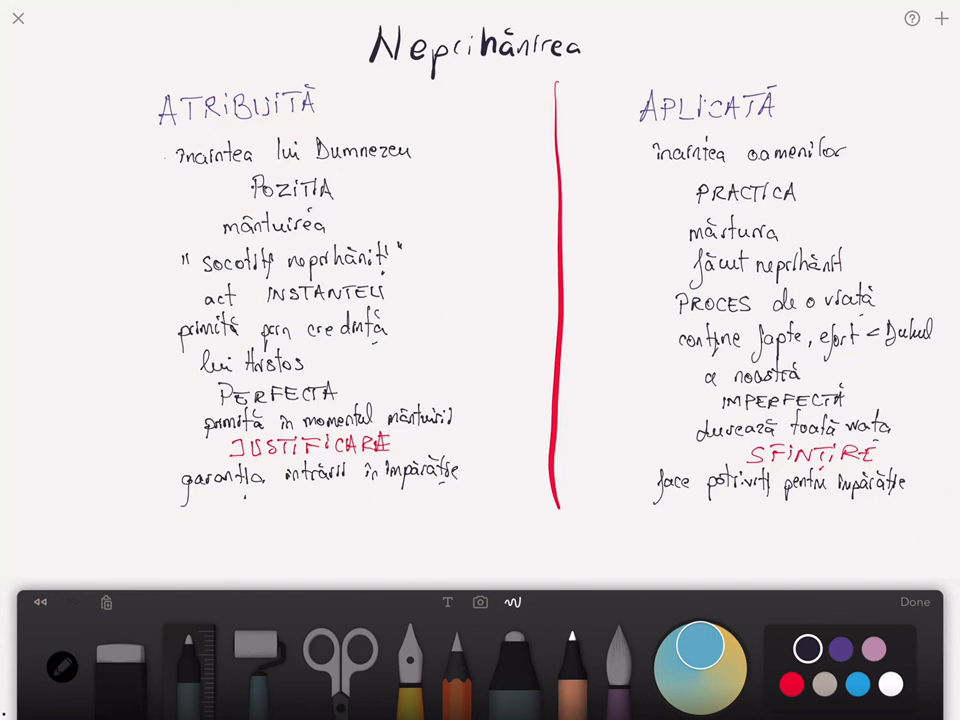 Neprihănirea
ATRIBUITĂ
înaintea lui Dumnezeu
POZIȚIA
mântuirea
"socotiți neprihăniți"
act INSTANTEU
primită prin credință
lui Hristos
PERFECTA
primită în momentul mântuirii
JUSTIFICARE
garanția intrării în împărăție
APLICATĂ
înaintea oamenilor
PRACTICA
mărturia
făcut neprihănit
PROCES de o viață
conține fapte, efort < Duhul
a noastră
IMPERFECTĂ
durează toată viața
SFINȚIRE
face potriviți pentru împărăție
T
Done